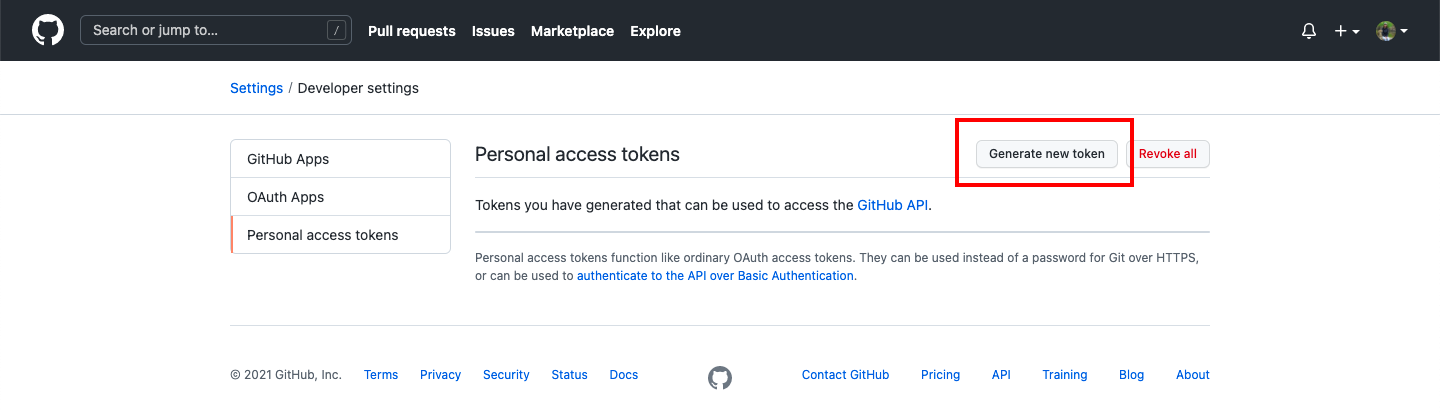 Search or jump to... / Pull requests Issues Marketplace Explore
Settings / Developer settings
GitHub Apps
OAuth Apps
Personal access tokens
Personal access tokens Generate new token Revoke all
Tokens you have generated that can be used to access the GitHub API.
Personal access tokens function like ordinary OAuth access tokens. They can be used instead of a password for Git over HTTPS,
or can be used to authenticate to the API over Basic Authentication.
© 2021 GitHub, Inc. Terms Privacy Security Status Docs Contact GitHub Pricing API Training Blog About